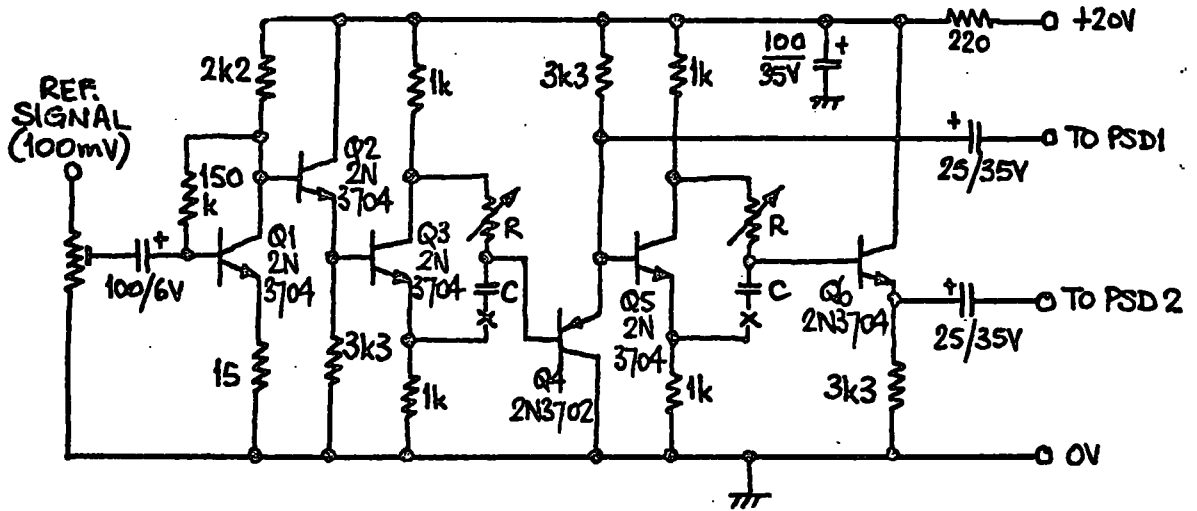 +20V
220
100
35V
+
2k2
1k
3k3
1k
REF.
SIGNAL
(100mV)
+
TO PSD1
25/35V
150
k
Q2
2N
3704
R
R
+
100/6V
Q1
2N
3704
Q3
2N
3704
C
C
Q5
2N
3704
Q6
2N3704
+
TO PSD 2
25/35V
15
3k3
1k
Q4
2N3702
1k
3k3
0V